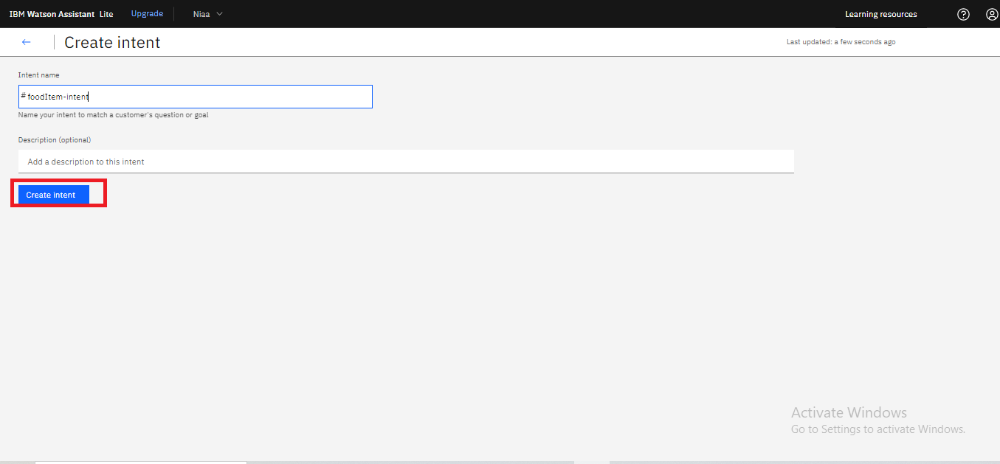 IBM Watson Assistant Lite Upgrade Niaa Learning resources
Create intent Last updated: a few seconds ago
Intent name
# foodItem-intent
Name your intent to match a customer's question or goal
Description (optional)
Add a description to this intent
Create intent
Activate Windows
Go to Settings to activate Windows.